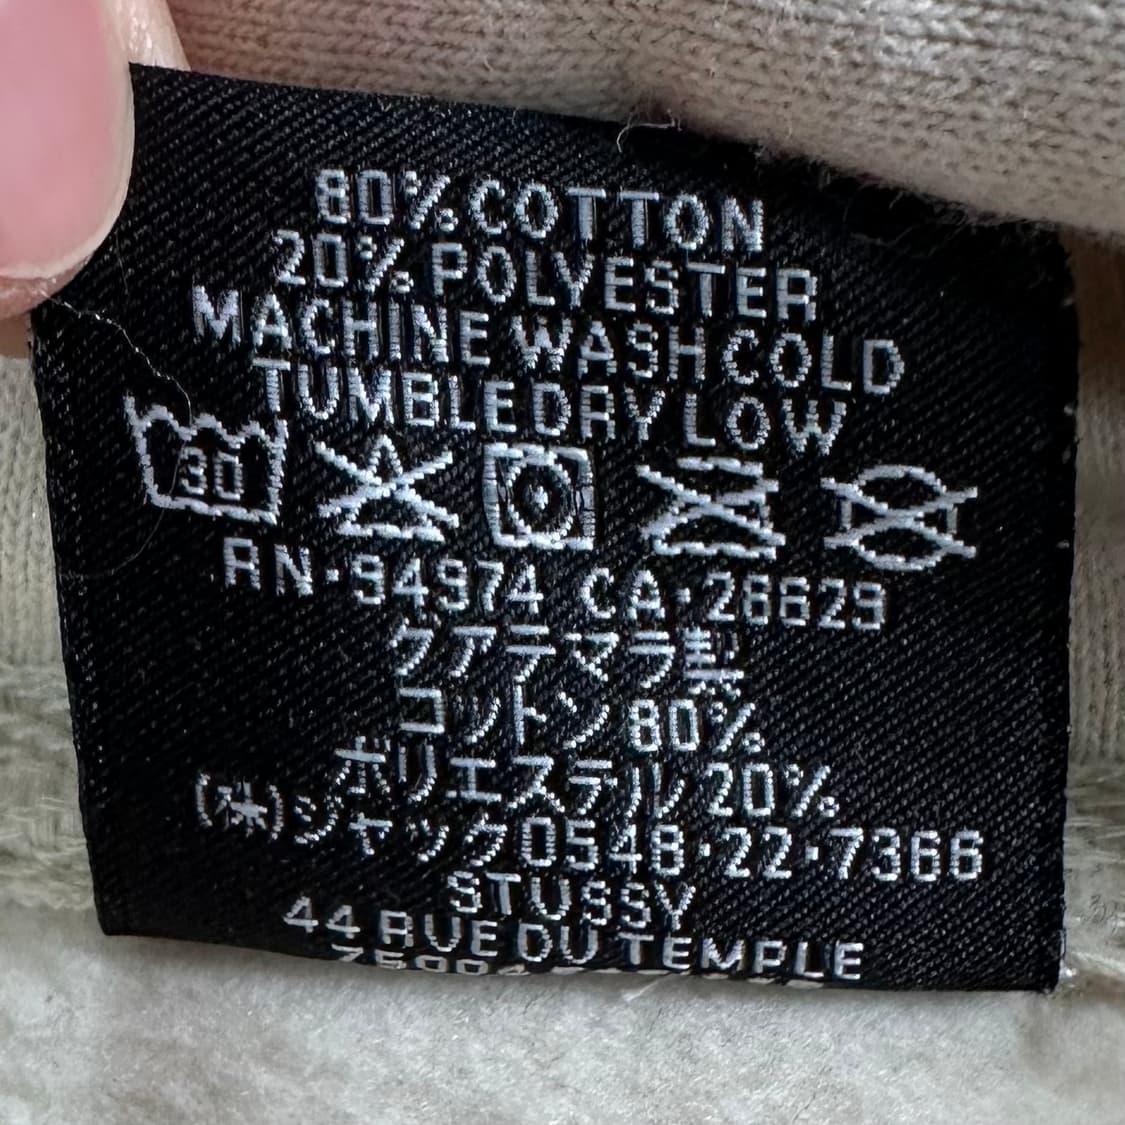 80% COTTON
20% POLYESTER
MACHINE WASH COLD
TUMBLE DRY LOW
30
RN·94974 CA·28629
グアテマラ製
コットン 80%
ポリエステル 20%
(株)ジャック 0548·22·7366
STUSSY
44 RUE DU TEMPLE